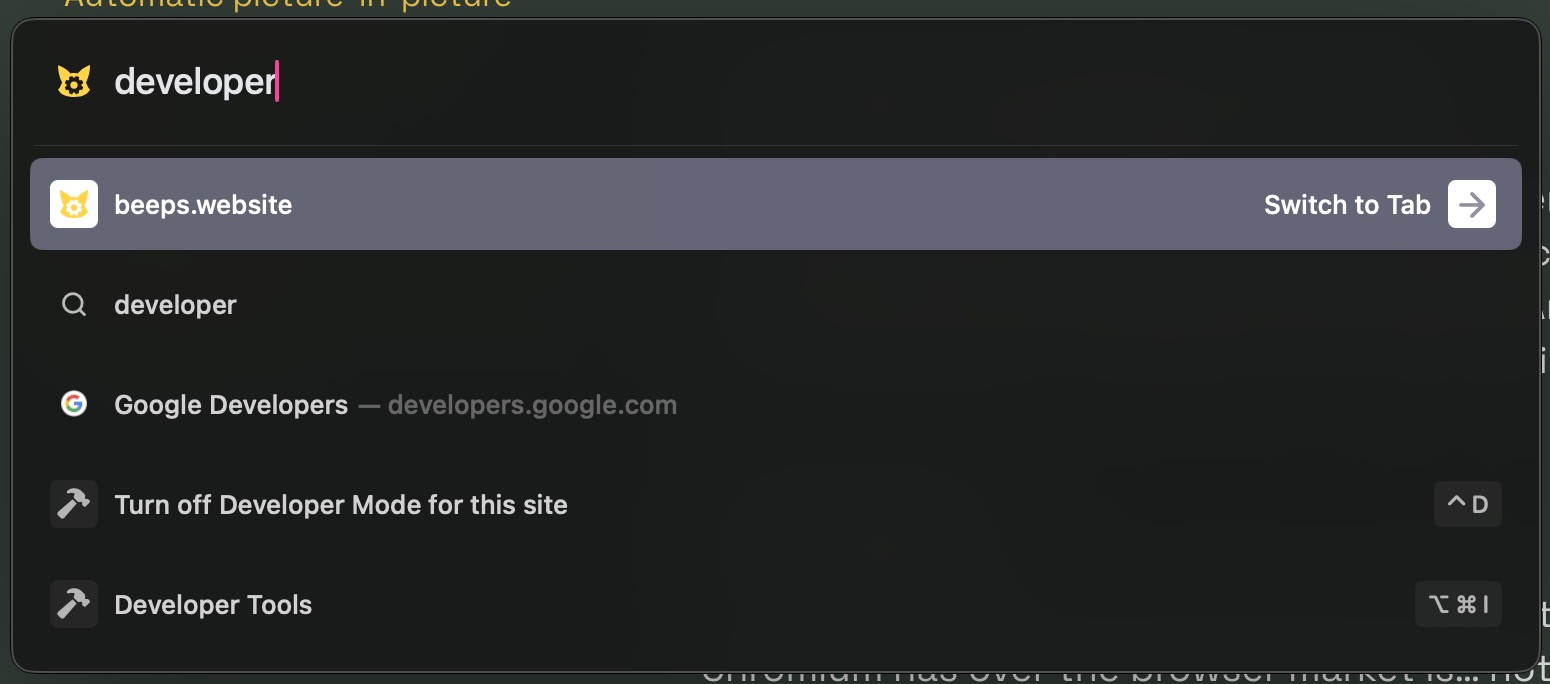 Automatic picture-in-picture
developer
beeps.website Switch to Tab
developer
Google Developers — developers.google.com
Turn off Developer Mode for this site ^ D
Developer Tools ⌥ ⌘ I
Chromium has over the browser market is... not